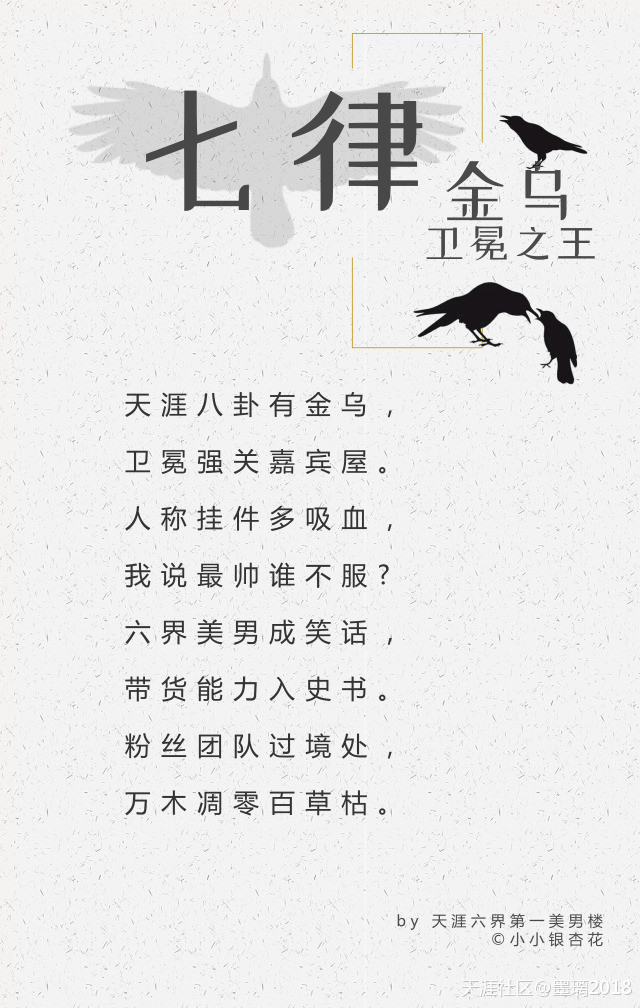 七律
金乌
卫冕之王
天涯八卦有金乌，
卫冕强关嘉宾屋。
人称挂件多吸血，
我说最帅谁不服？
六界美男成笑话，
带货能力入史书。
粉丝团队过境处，
万木凋零百草枯。
by 天涯六界第一美男楼
©小小银杏花
天涯社区@墨璃2018